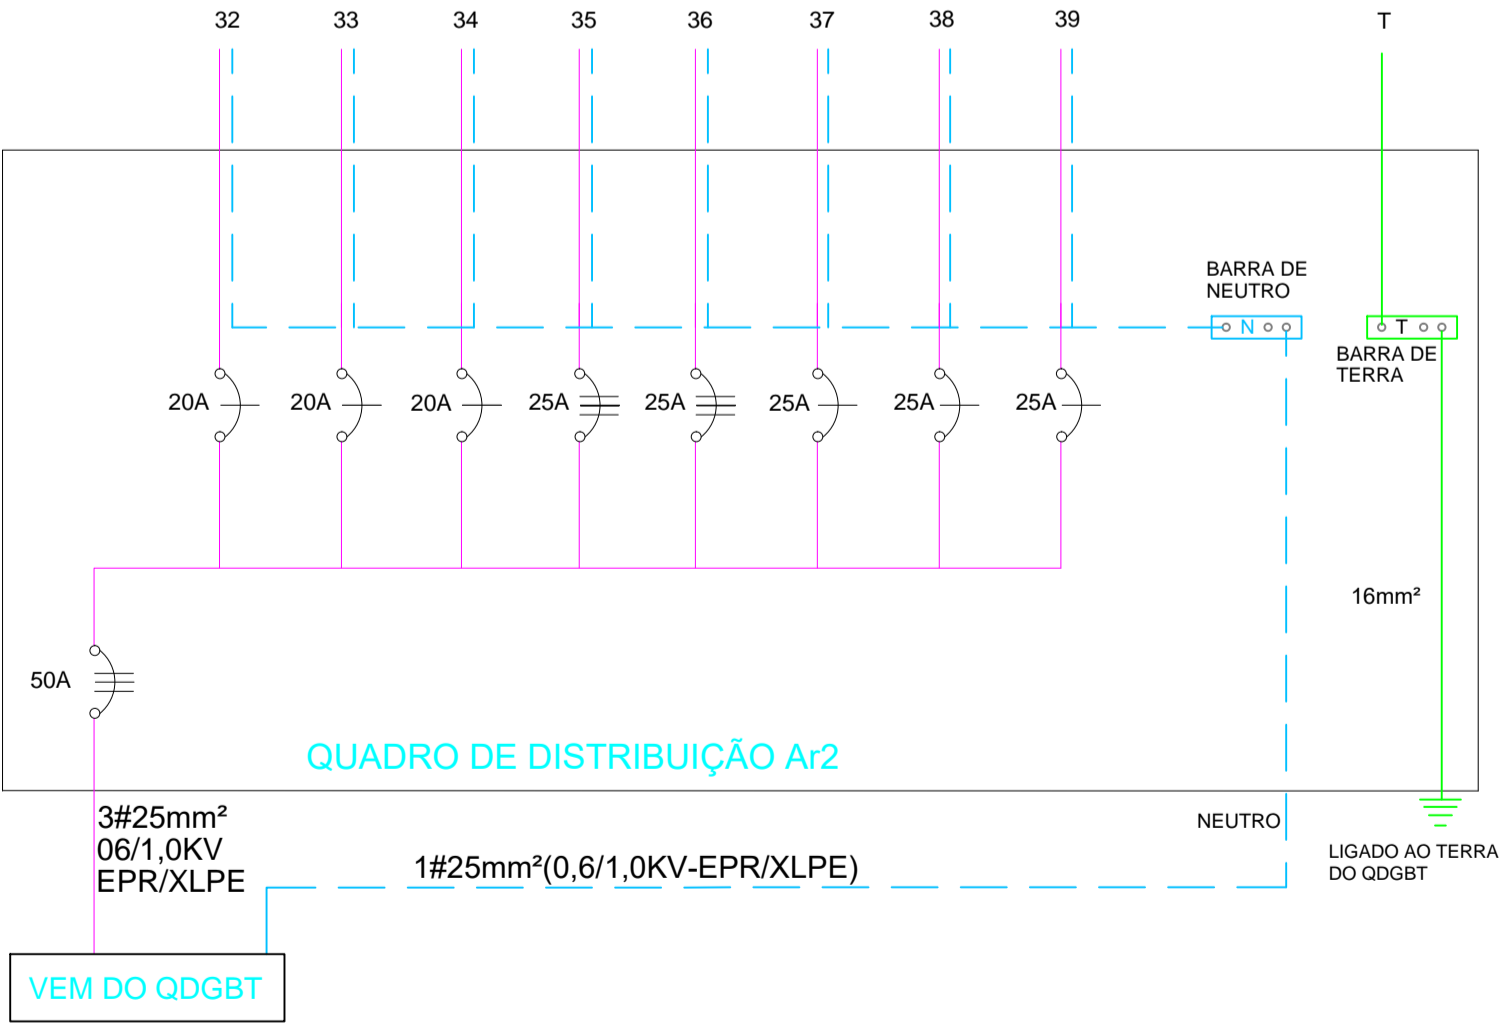 32 33 34 35 36 37 38 39 T
BARRA DE
NEUTRO
N T
BARRA DE
TERRA
20A 20A 20A 25A 25A 25A 25A 25A
16mm²
50A
QUADRO DE DISTRIBUIÇÃO Ar2
3#25mm²
06/1,0KV
EPR/XLPE
NEUTRO
1#25mm²(0,6/1,0KV-EPR/XLPE)
LIGADO AO TERRA
DO QDGBT
VEM DO QDGBT